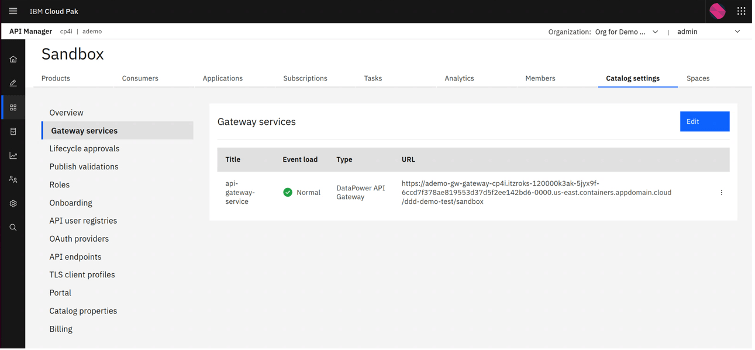 IBM Cloud Pak
API Manager cp4i | ademo
Organization: Org for Demo ... | admin
Sandbox
Products Consumers Applications Subscriptions Tasks Analytics Members Catalog settings Spaces
Overview
Gateway services
Lifecycle approvals
Publish validations
Roles
Onboarding
API user registries
OAuth providers
API endpoints
TLS client profiles
Portal
Catalog properties
Billing
Gateway services
Edit
Title Event load Type URL
api-
gateway-
service
Normal
DataPower API
Gateway
https://ademo-gw-gateway-cp4i.itzroks-120000k3ak-5jyx9f-
6ccd7f378ae819553d37d5f2ee142bd6-0000.us-east.containers.appdomain.cloud
/ddd-demo-test/sandbox